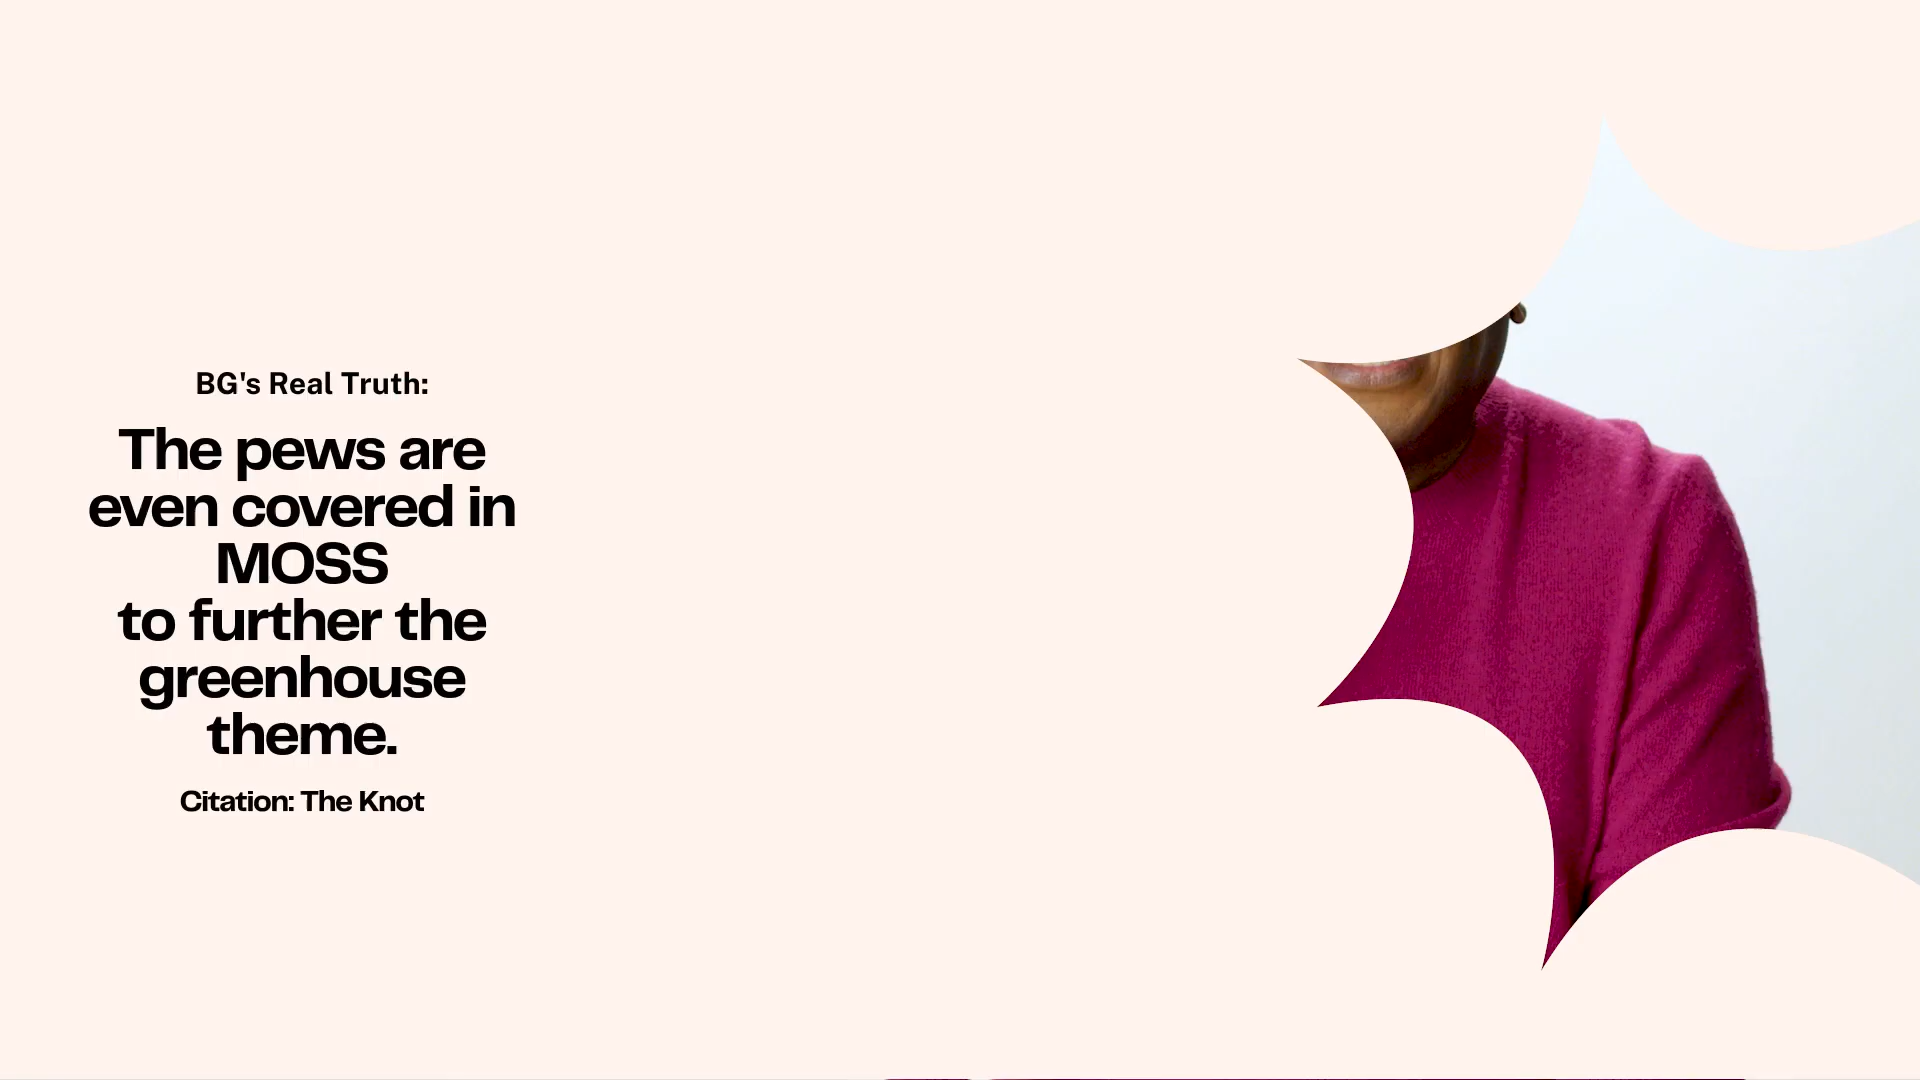 BG's Real Truth:
The pews are
even covered in
MOSS
to further the
greenhouse
theme.
Citation: The Knot